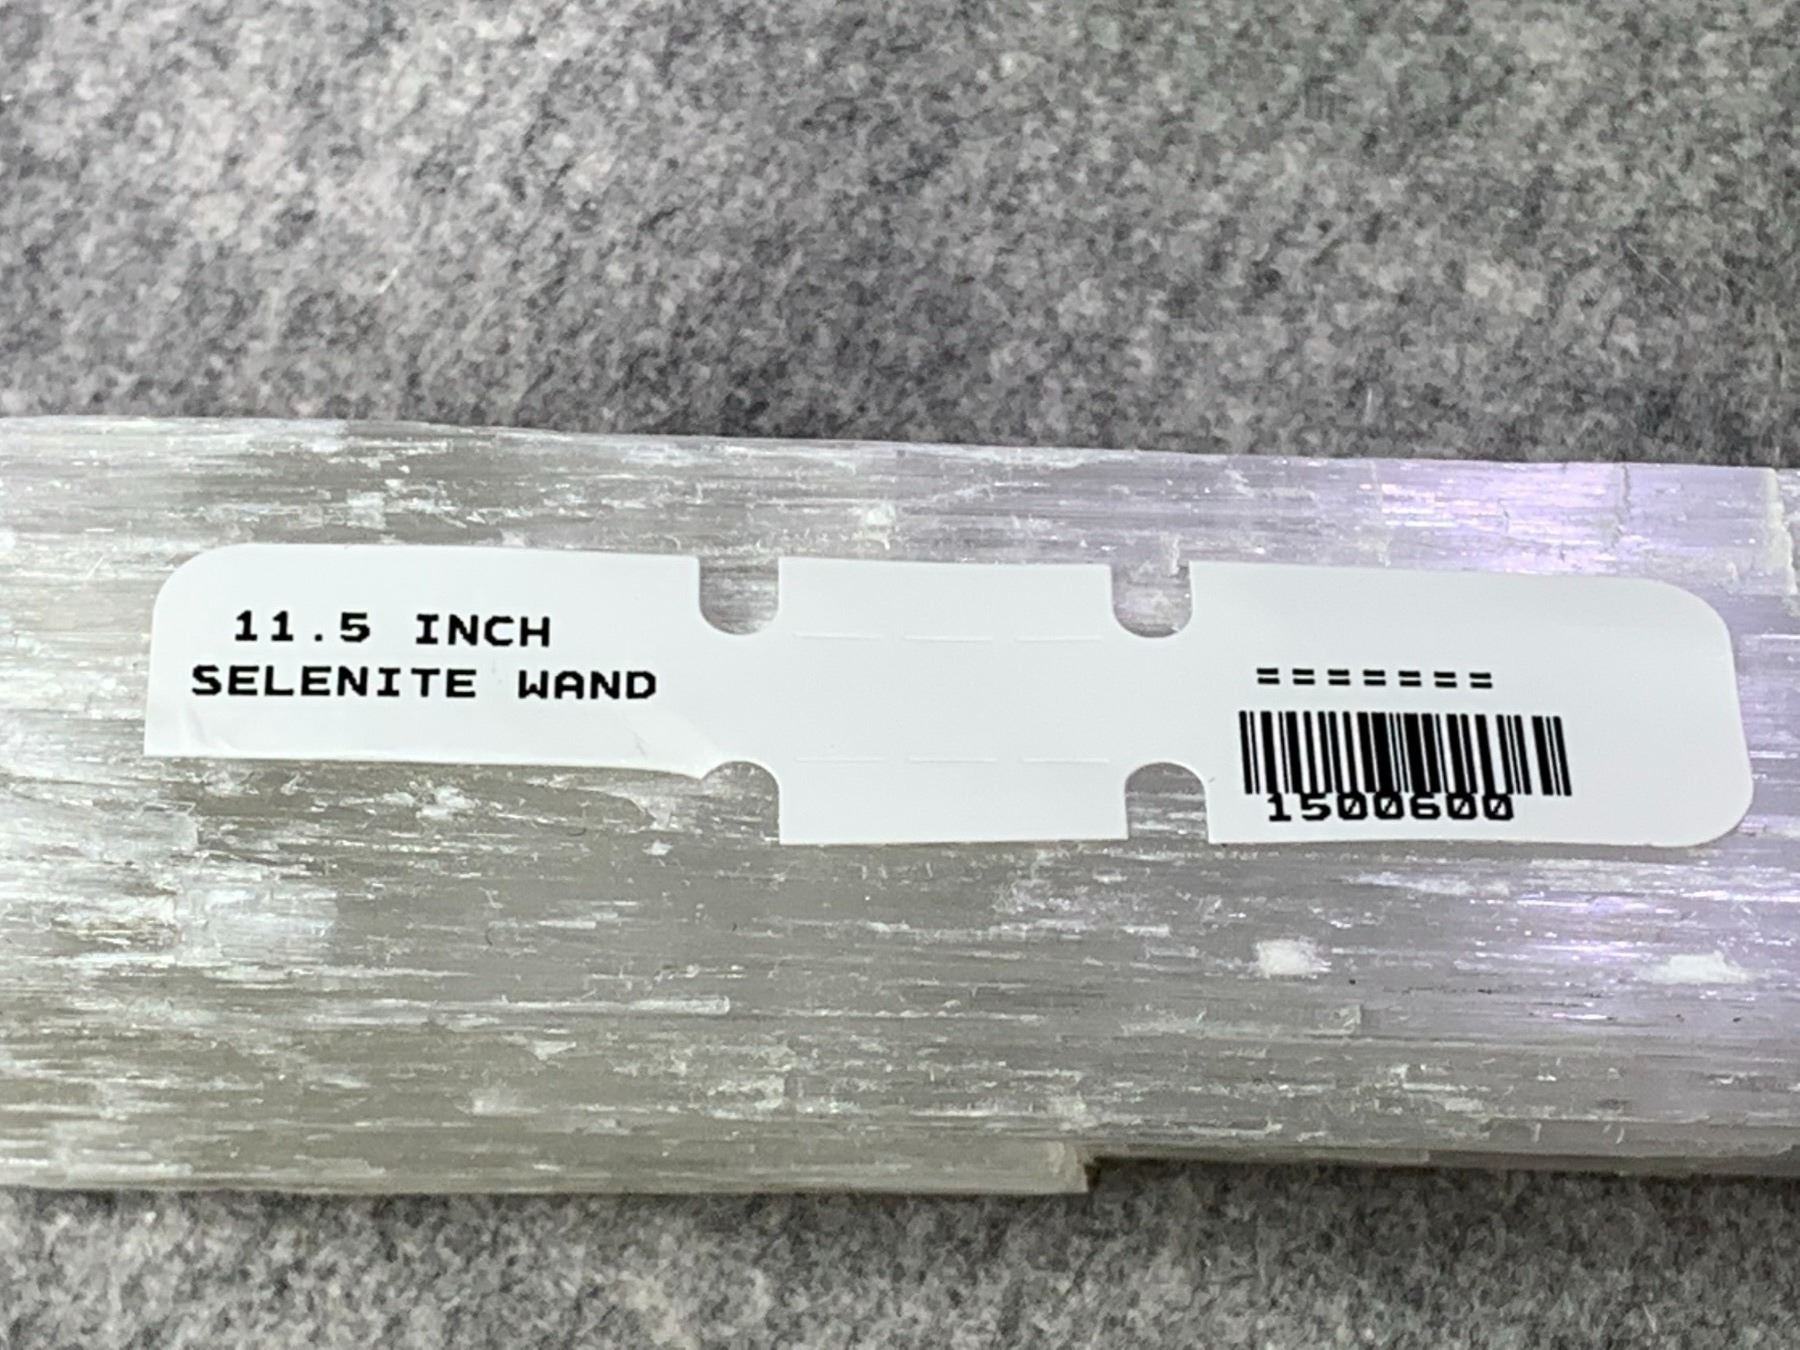 11.5 INCH
SELENITE WAND
=======
1500600